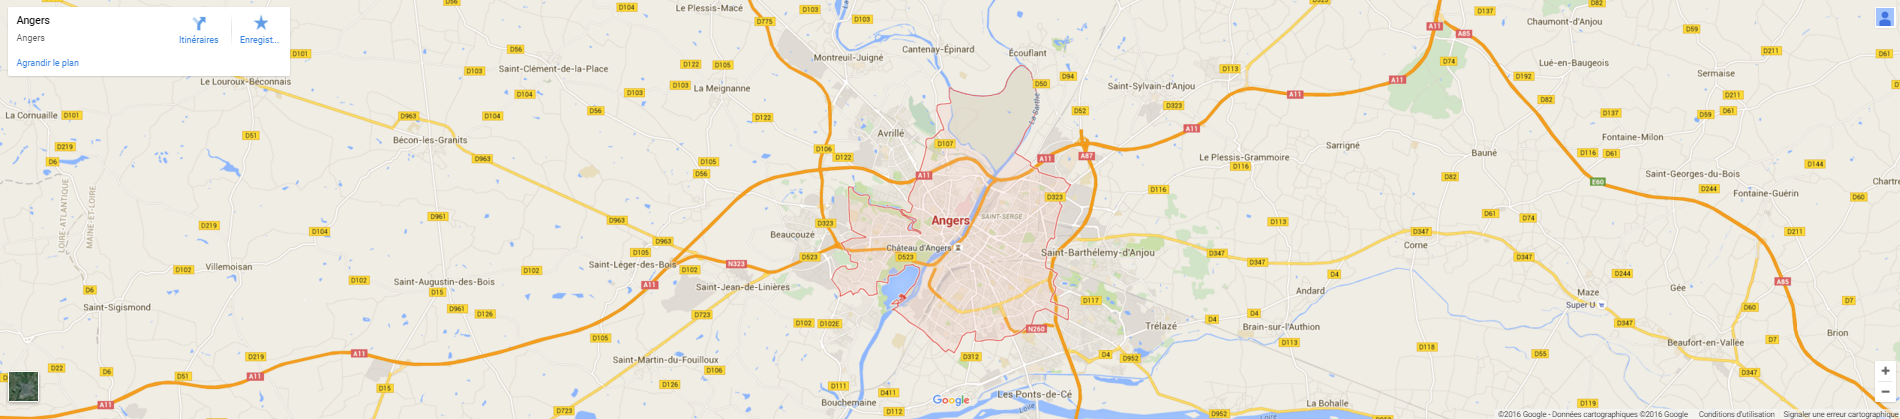 Angers
Angers
Itinéraires
Enregist...
Agrandir le plan
Le Plessis-Macé
D56
D104
D775
D103
D323
D137
Chaumont-d'Anjou
D82
A11
A85
D59
D211
D56
D101
Montreuil-Juigné
Cantenay-Épinard
Écouflant
D74
Lué-en-Baugeois
Saint-Clément-de-la-Place
D103
D122
D105
D113
D94
D192
Sermaise
Le Louroux-Béconnais
D103
D103
La Meignanne
D50
Saint-Sylvain-d'Anjou
A11
A11
D82
D211
D101
La Cornuaille
D963
D104
D56
D122
D103
D52
D323
D137
D59
D61
La Sarthe
D51
Bécon-les-Granits
Avrillé
D107
A11
Fontaine-Milon
D219
D6
D963
D106
D122
D105
D56
A11
A87
Le Plessis-Grammoire
D116
Sarrigné
Bauné
D116
D61
D144
A11
D116
D82
E60
Saint-Georges-du-Bois
D244
Fontaine-Guérin
Chartre
LOIRE-ATLANTIQUE
MAINE-ET-LOIRE
D323
D961
D963
D323
Angers
SAINT-SERGE
D113
D61
D74
D219
D104
Beaucouzé
D347
D347
D211
D963
D105
Château d'Angers
Saint-Barthélemy-d'Anjou
Corne
D347
D523
D523
D347
D347
Villemoisan
D102
D102
Saint-Léger-des-Bois
D102
N323
D4
D244
D6
D102
Saint-Augustin-des-Bois
D15
A11
Saint-Jean-de-Linières
Andard
Maze
Gée
A85
Super U
Saint-Sigismond
D961
D126
D723
D117
D4
D60
D7
D102
D102E
N260
Trélazé
D4
Brain-sur-l'Authion
D347
Brion
D105
D118
D55
Beaufort-en-Vallée
D7
D219
A11
Saint-Martin-du-Fouilloux
D106
D312
D4
D952
D22
D6
D51
A11
D15
D126
D111
D411
Les Ponts-de-Cé
D347
A11
D723
Bouchemaine
D112
Google
Loire
La Bohalle
D952
D119
©2016 Google - Données cartographiques ©2016 Google
Conditions d'utilisation
Signaler une erreur cartographiqu